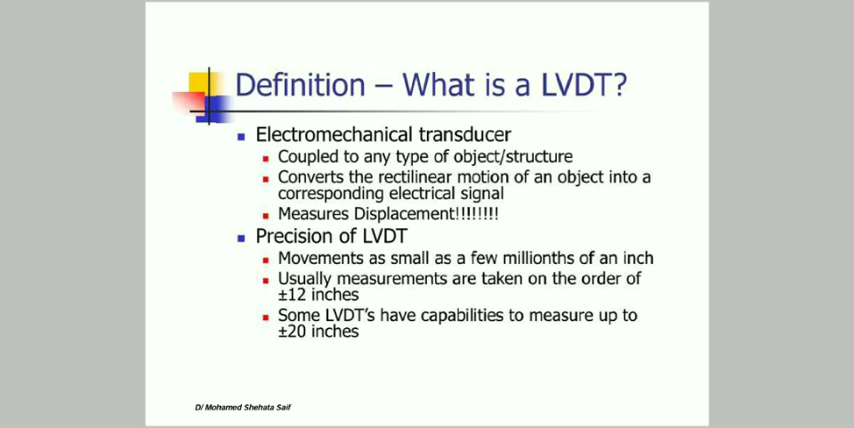 Definition – What is a LVDT?
Electromechanical transducer
Coupled to any type of object/structure
Converts the rectilinear motion of an object into a
corresponding electrical signal
Measures Displacement!!!!!!!!
Precision of LVDT
Movements as small as a few millionths of an inch
Usually measurements are taken on the order of
±12 inches
Some LVDT's have capabilities to measure up to
±20 inches
D/ Mohamed Shehata Saif